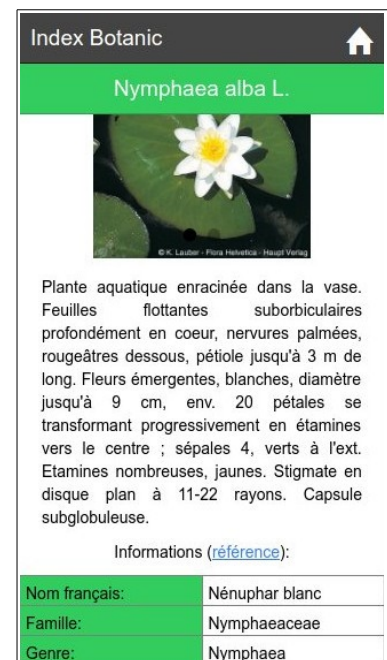 Index Botanic
Nymphaea alba L.
© K. Lauber - Flora Helvetica - Haupt Verlag
Plante aquatique enracinée dans la vase.
Feuilles flottantes suborbiculaires
profondément en coeur, nervures palmées,
rougeâtres dessous, pétiole jusqu'à 3 m de
long. Fleurs émergentes, blanches, diamètre
jusqu'à 9 cm, env. 20 pétales se
transformant progressivement en étamines
vers le centre ; sépales 4, verts à l'ext.
Etamines nombreuses, jaunes. Stigmate en
disque plan à 11-22 rayons. Capsule
subglobuleuse.
Informations (référence):
Nom français: Nénuphar blanc
Famille: Nymphaeaceae
Genre: Nymphaea